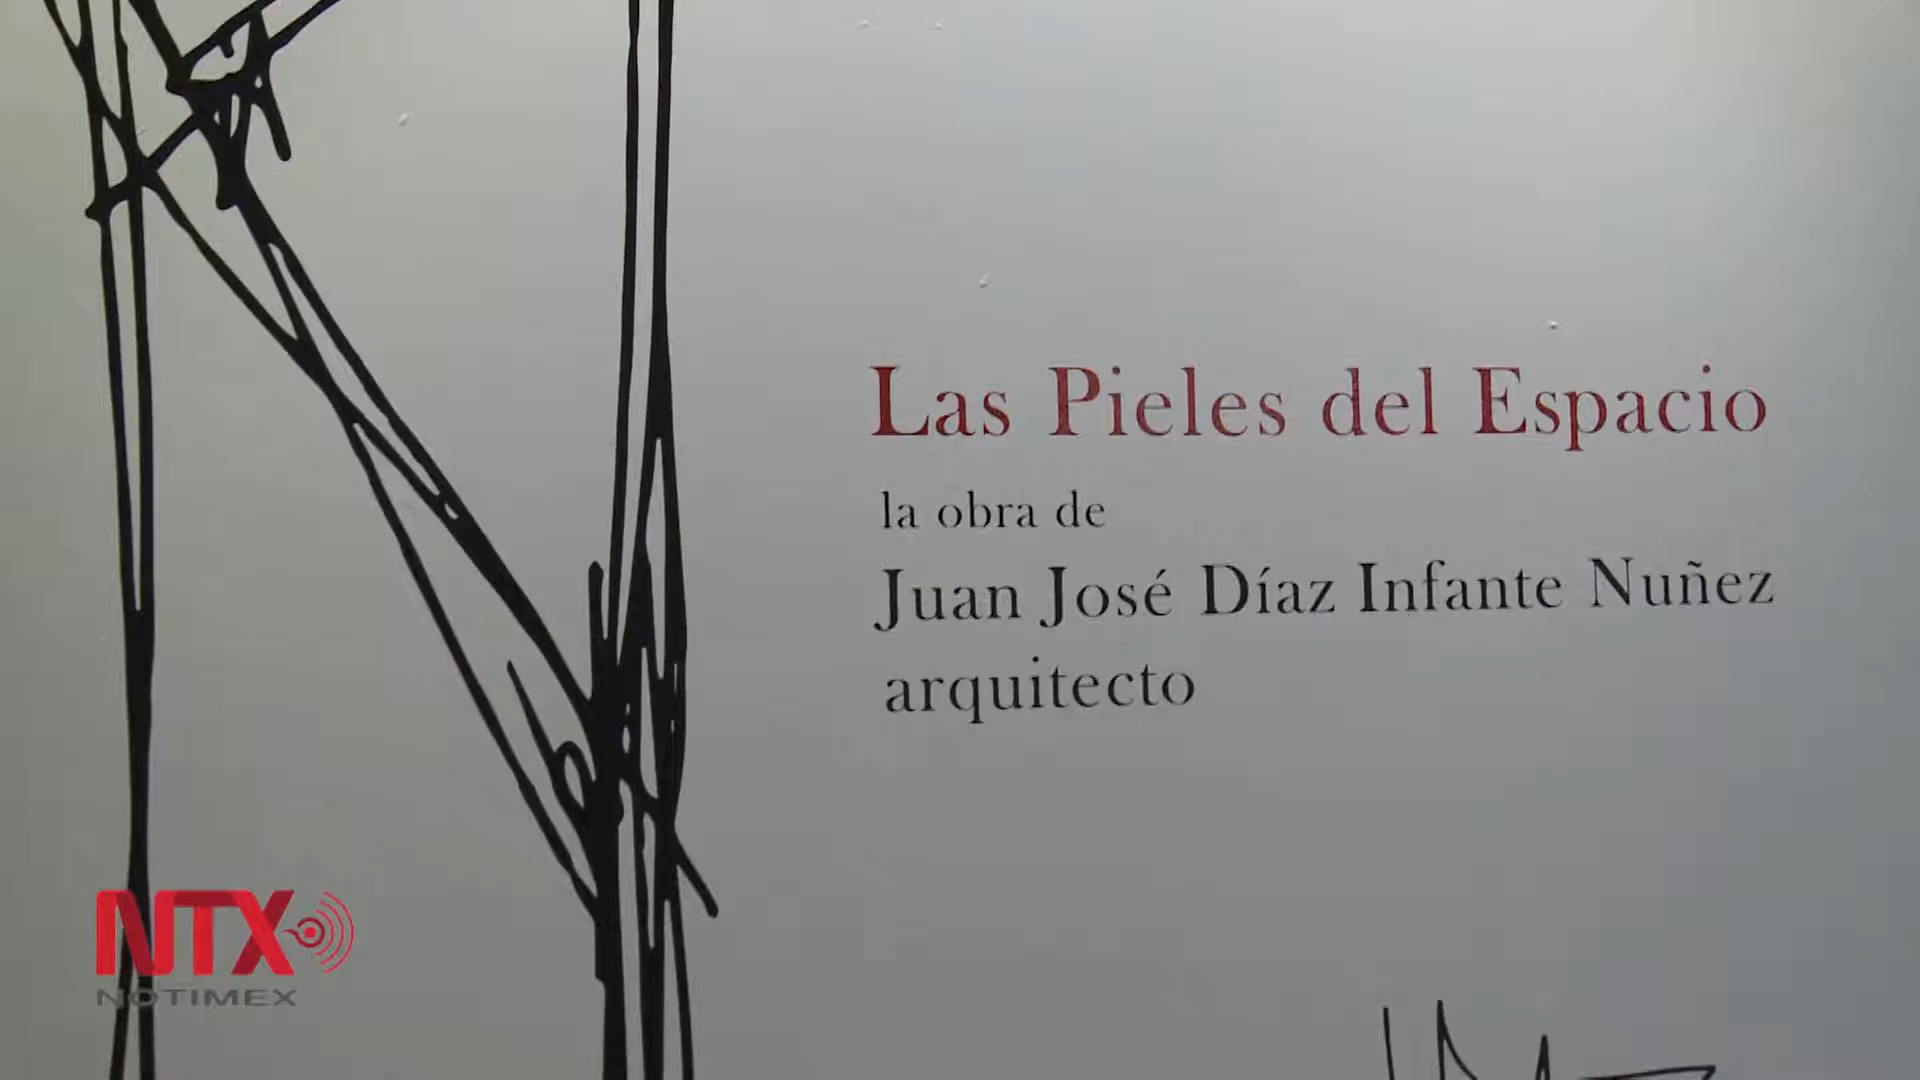 Las Pieles del Espacio
la obra de
Juan José Díaz Infante Nuñez
arquitecto
NTX
NOTIMEX